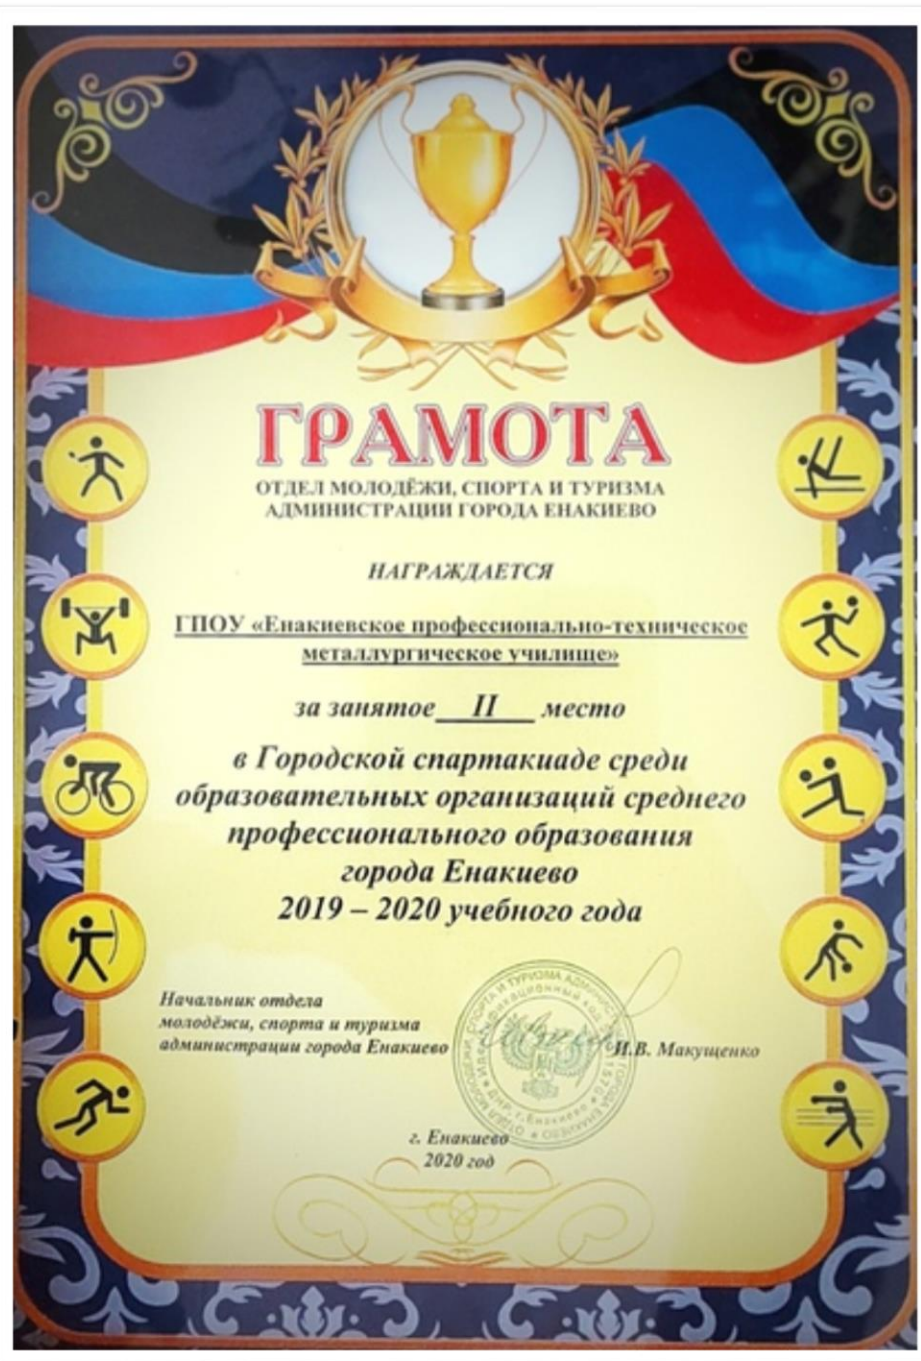 ГРАМОТА
ОТДЕЛ МОЛОДЁЖИ, СПОРТА И ТУРИЗМА
АДМИНИСТРАЦИИ ГОРОДА ЕНАКИЕВО
НАГРАЖДАЕТСЯ
ГПОУ «Енакиевское профессионально-техническое
металлургическое училище»
за занятое II место
в Городской спартакиаде среди
образовательных организаций среднего
профессионального образования
города Енакиево
2019 – 2020 учебного года
Начальник отдела
молодёжи, спорта и туризма
администрации города Енакиево
И.В. Макущенко
г. Енакиево
2020 год